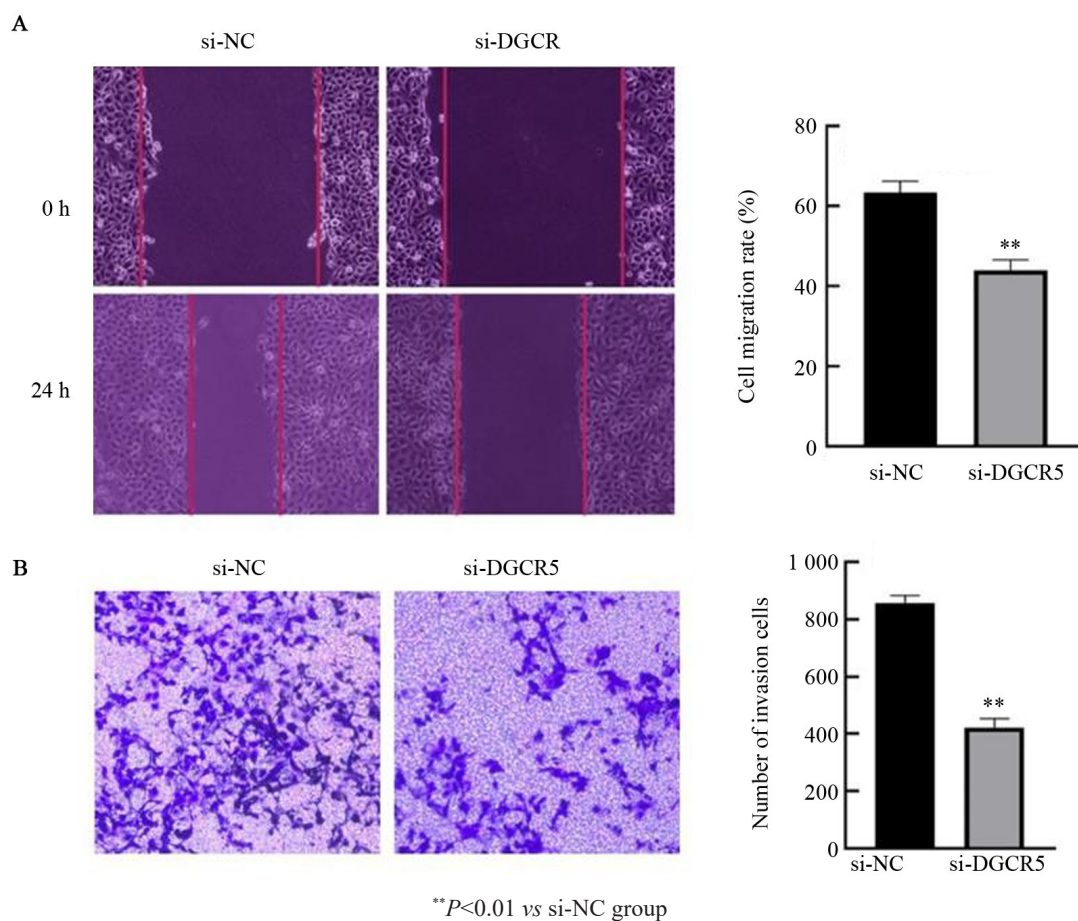 A
si-NC
si-DGCR
0 h
24 h
Cell migration rate (%)
80
60
40
20
0
**
si-NC
si-DGCR5
B
si-NC
si-DGCR5
Number of invasion cells
1 000
800
600
400
200
0
**
si-NC
si-DGCR5
**P<0.01 vs si-NC group